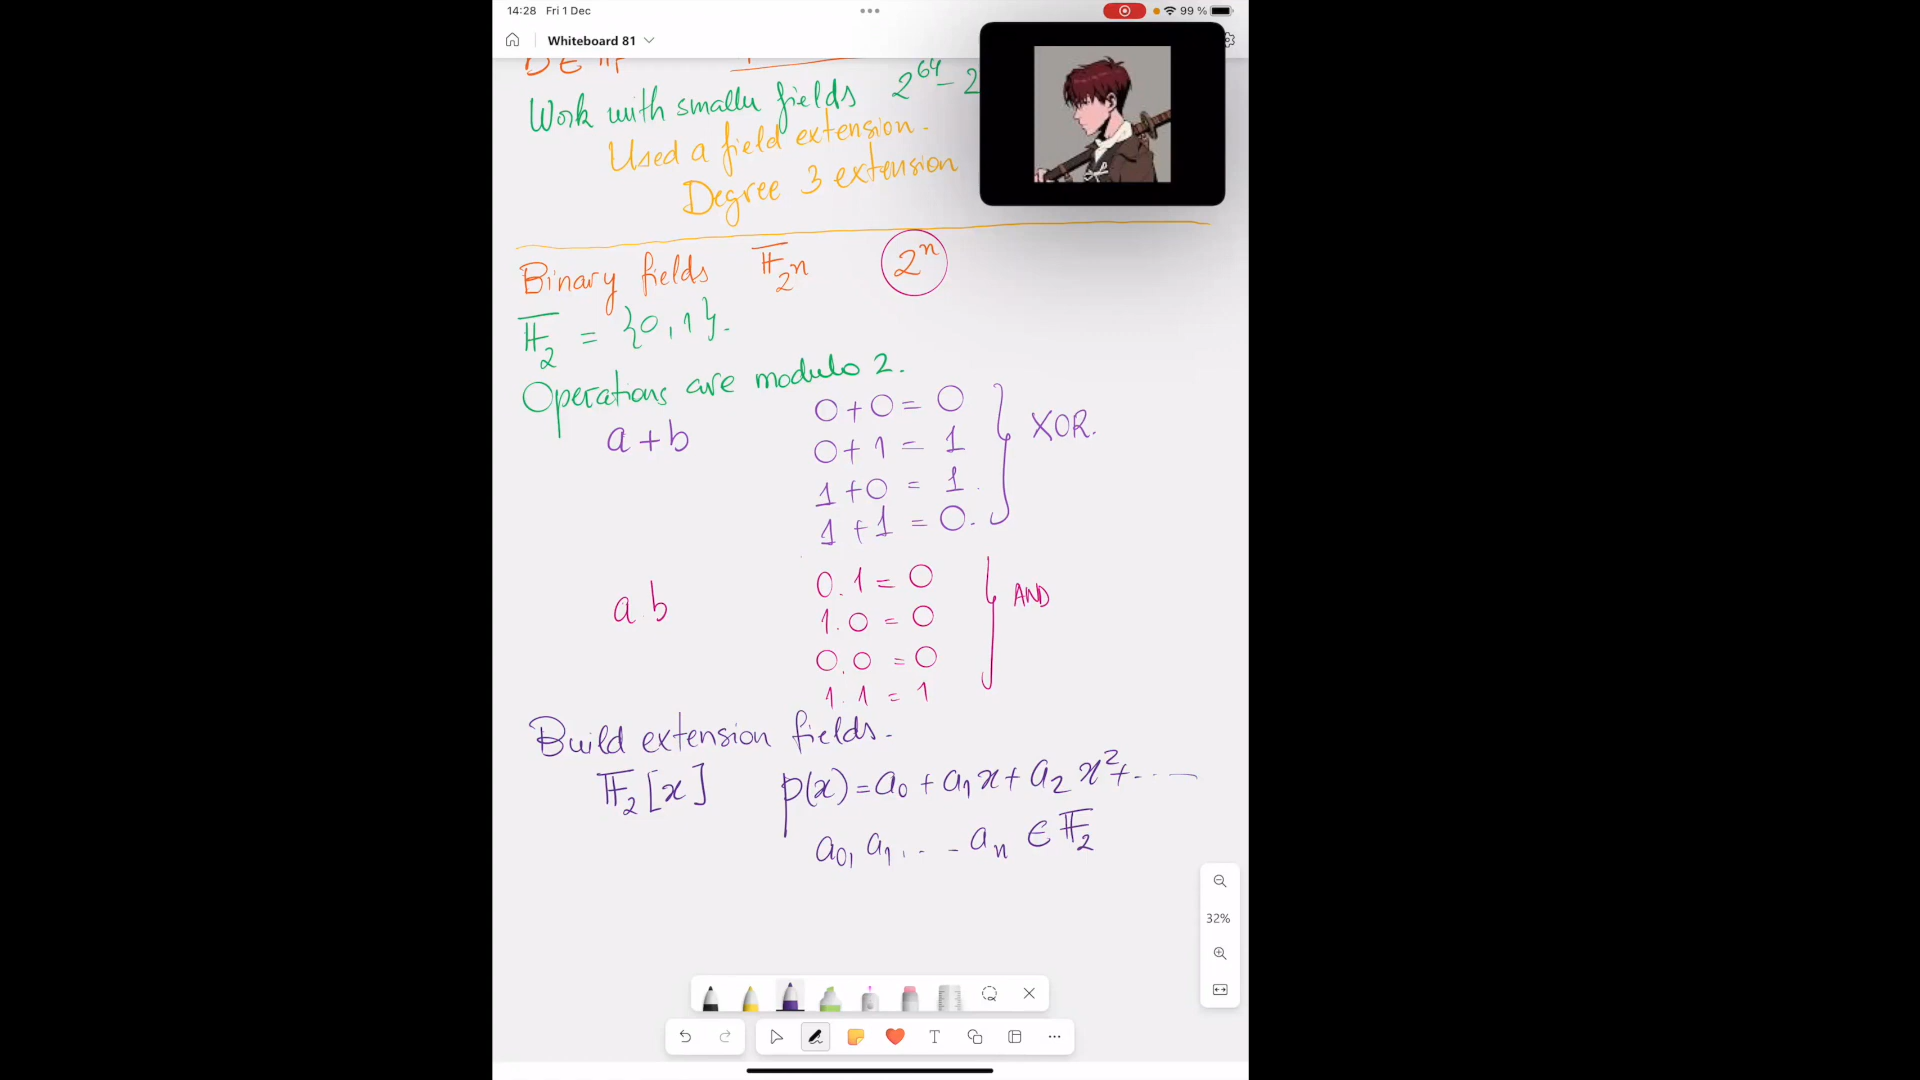 14:28 Fri 1 Dec
99 %
Whiteboard 81
Work with smaller fields 2^64 - 2
Used a field extension.
Degree 3 extension
Binary fields 𝔽_2^n 2^n
𝔽_2 = {0, 1}.
Operations are modulo 2.
a + b
0 + 0 = 0
0 + 1 = 1
1 + 0 = 1.
1 + 1 = 0.
XOR.
a . b
0 . 1 = 0
1 . 0 = 0
0 . 0 = 0
1 . 1 = 1
AND
Build extension fields.
𝔽_2[x] p(x) = a_0 + a_1 x + a_2 x^2 + ...
a_0, a_1, ... a_n ∈ 𝔽_2
32%
T